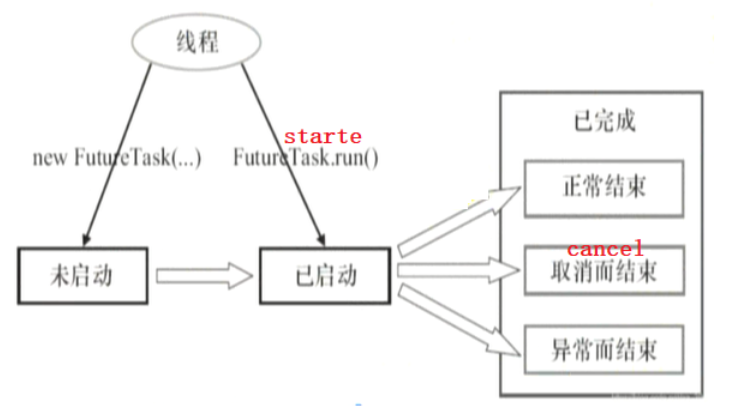 线程
starte
new FutureTask(...)
FutureTask.run()
已完成
正常结束
cancel
未启动
已启动
取消而结束
异常而结束